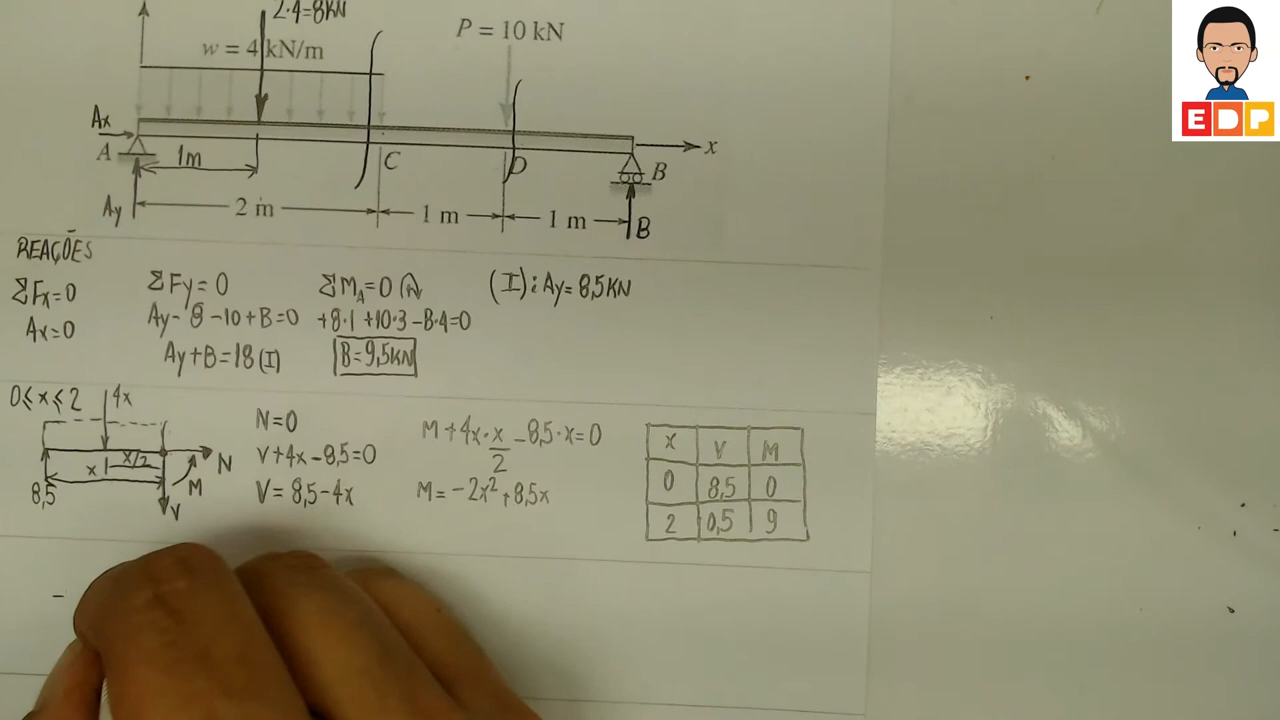 2·4=8KN
w = 4 kN/m
P = 10 kN
Ax
A
1m
C
D
x
B
Ay
2 m
1 m
1 m
B
REAÇÕES
ΣFx=0
ΣFy=0
ΣM_A=0
(I): Ay=8,5KN
Ax=0
Ay-8-10+B=0
+8·1+10·3-B·4=0
Ay+B=18(I)
B=9,5KN
0≤x≤2
4x
N=0
M+4x·x/2-8,5·x=0
x
V
M
x
x/2
N
V+4x-8,5=0
0
8,5
0
8,5
M
V
V=8,5-4x
M=-2x²+8,5x
2
0,5
9
EDP